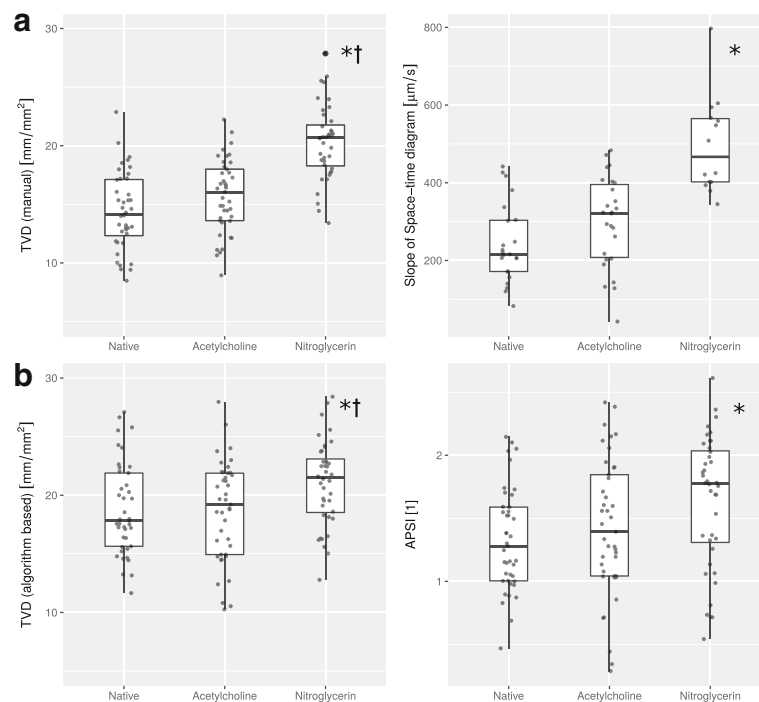 a
TVD (manual) [mm/mm²]
30
20
10
*†
Native
Acetylcholine
Nitroglycerin
Slope of Space−time diagram [μm/s]
800
600
400
200
*
Native
Acetylcholine
Nitroglycerin
b
TVD (algorithm based) [mm/mm²]
30
20
10
*†
Native
Acetylcholine
Nitroglycerin
APSI [1]
2
1
*
Native
Acetylcholine
Nitroglycerin